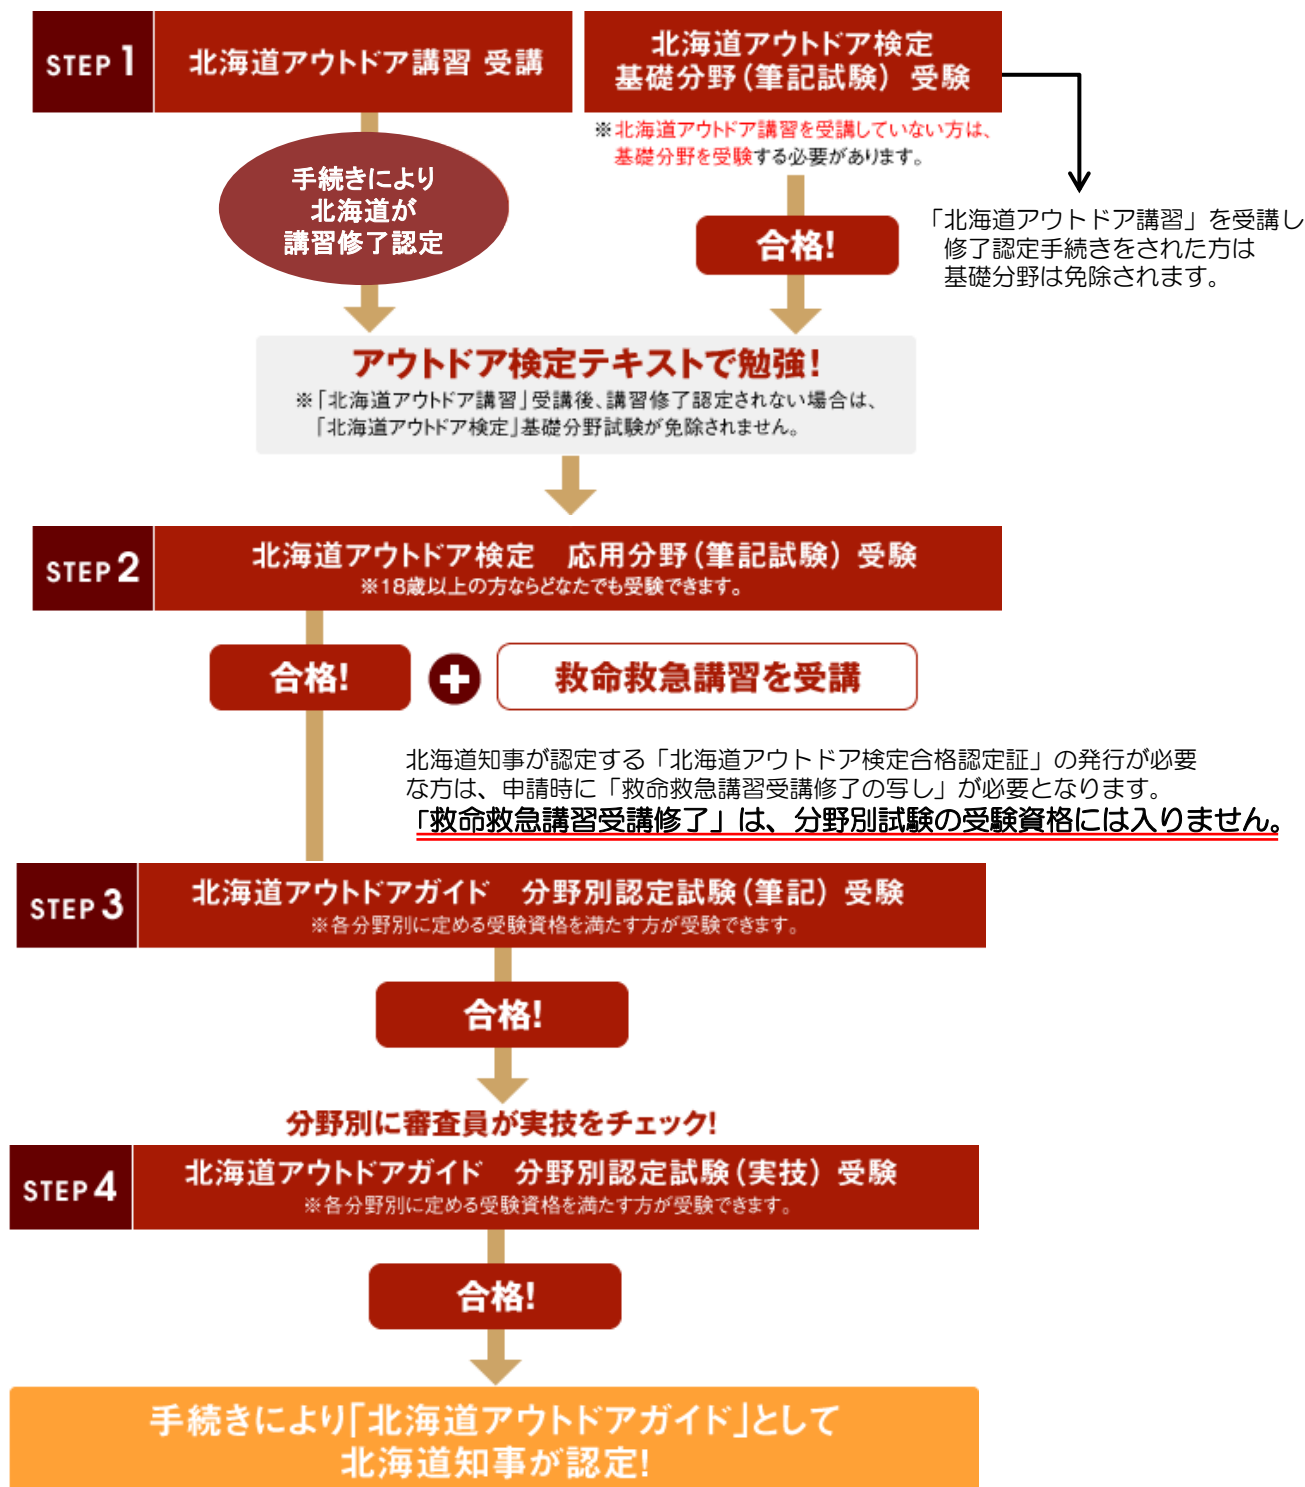 STEP 1
北海道アウトドア講習 受講
北海道アウトドア検定
基礎分野（筆記試験） 受験
※北海道アウトドア講習を受講していない方は、
基礎分野を受験する必要があります。
手続きにより
北海道が
講習修了認定
合格！
「北海道アウトドア講習」を受講し
修了認定手続きをされた方は
基礎分野は免除されます。
アウトドア検定テキストで勉強！
※「北海道アウトドア講習」受講後、講習修了認定されない場合は、
「北海道アウトドア検定」基礎分野試験が免除されません。
STEP 2
北海道アウトドア検定　応用分野（筆記試験） 受験
※18歳以上の方ならどなたでも受験できます。
合格！
救命救急講習を受講
北海道知事が認定する「北海道アウトドア検定合格認定証」の発行が必要
な方は、申請時に「救命救急講習受講修了の写し」が必要となります。
「救命救急講習受講修了」は、分野別試験の受験資格には入りません。
STEP 3
北海道アウトドアガイド　分野別認定試験（筆記） 受験
※各分野別に定める受験資格を満たす方が受験できます。
合格！
分野別に審査員が実技をチェック！
STEP 4
北海道アウトドアガイド　分野別認定試験（実技） 受験
※各分野別に定める受験資格を満たす方が受験できます。
合格！
手続きにより「北海道アウトドアガイド」として
北海道知事が認定！